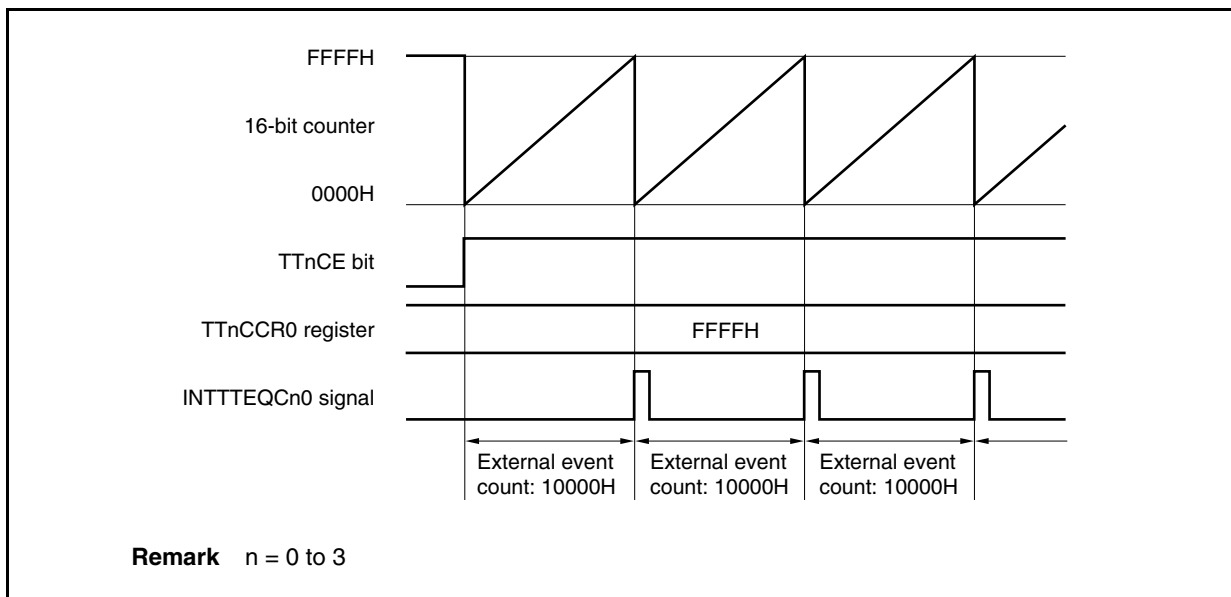 FFFFH
16-bit counter
0000H
TTnCE bit
TTnCCR0 register
FFFFH
INTTTEQCn0 signal
External event
count: 10000H
External event
count: 10000H
External event
count: 10000H
Remark n = 0 to 3